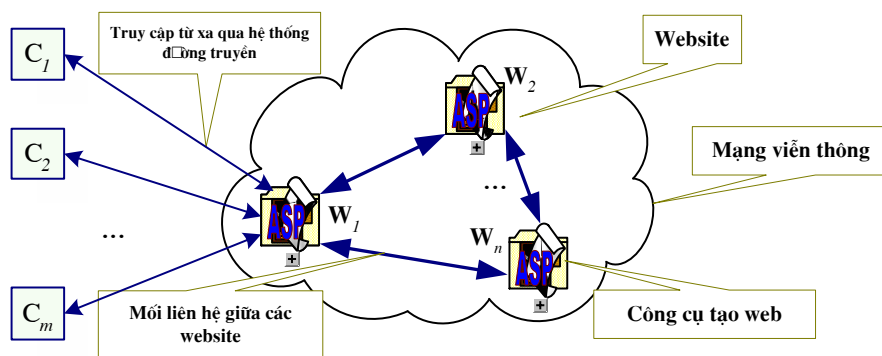 Truy cập từ xa qua hệ thống
đ□ờng truyền
Website
Mạng viễn thông
C1
C2
...
Cm
ASP
W1
ASP
W2
...
ASP
Wn
Mối liên hệ giữa các
website
Công cụ tạo web